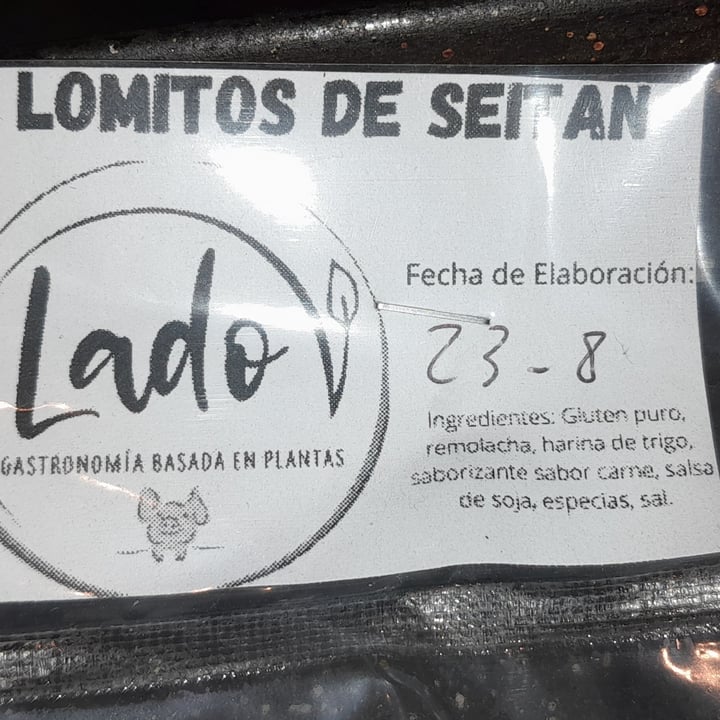 LOMITOS DE SEITAN
Lado V
GASTRONOMÍA BASADA EN PLANTAS
Fecha de Elaboración:
23-8
Ingredientes: Gluten puro,
remolacha, harina de trigo,
saborizante sabor carne, salsa
de soja, especias, sal.